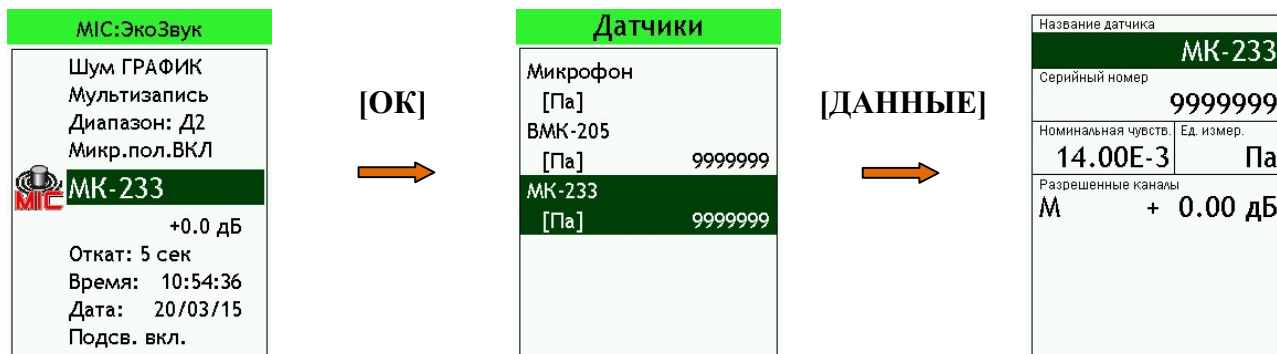 MIC:ЭкоЗвук
Шум ГРАФИК
Мультизапись
Диапазон: Д2
Микр.пол.ВКЛ
MIC
МК-233
+0.0 дБ
Откат: 5 сек
Время: 10:54:36
Дата: 20/03/15
Подсв. вкл.
[ОК]
Датчики
Микрофон
[Па]
ВМК-205
[Па] 9999999
МК-233
[Па] 9999999
[ДАННЫЕ]
Название датчика
МК-233
Серийный номер
9999999
Номинальная чувств. Ед. измер.
14.00E-3 Па
Разрешенные каналы
М + 0.00 дБ